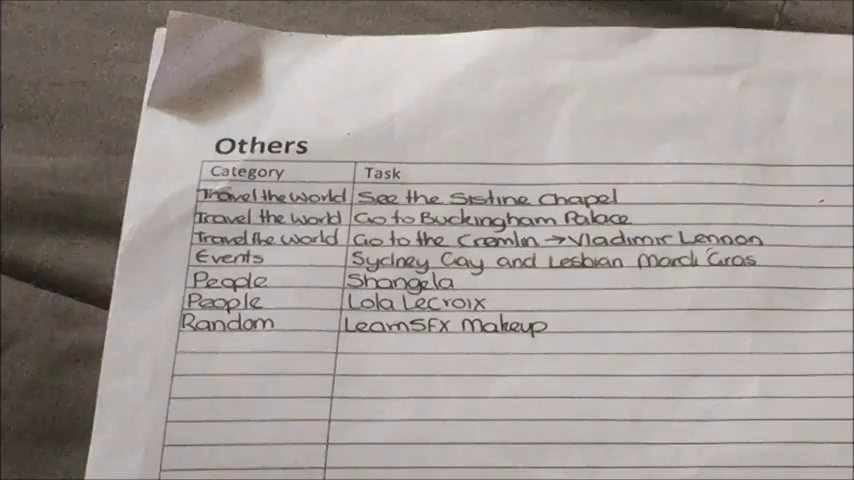 Others
Category Task
Travel the world See the Sistine Chapel
Travel the world Go to Buckingham Palace
Travel the world Go to the Cremlin → Vladimir Lennon
Events Sydney Gay and Lesbian Mardi Gras
People Shangela
People Lola Lecroix
Random Learn SFX Makeup